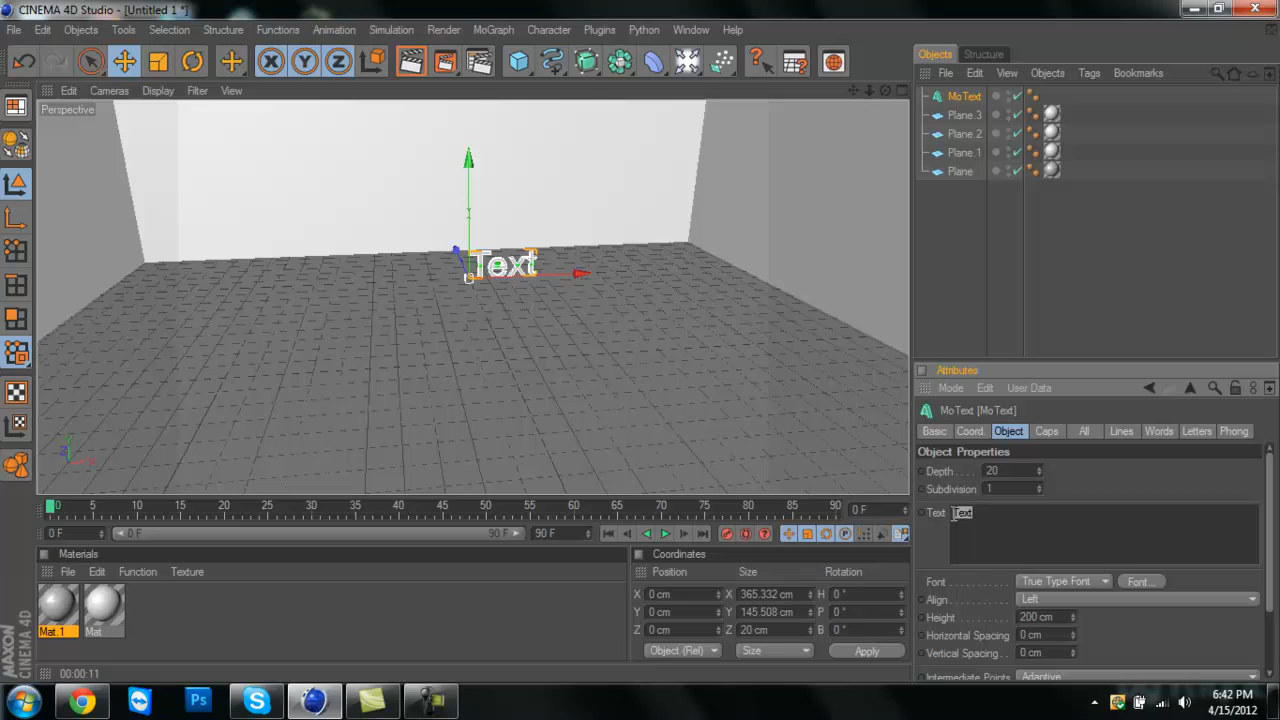 CINEMA 4D Studio - [Untitled 1 *]
File Edit Objects Tools Selection Structure Functions Animation Simulation Render MoGraph Character Plugins Python Window Help
Edit Cameras Display Filter View
Perspective
Text
Objects Structure
File Edit View Objects Tags Bookmarks
MoText
Plane.3
Plane.2
Plane.1
Plane
Attributes
Mode Edit User Data
MoText [MoText]
Basic Coord. Object Caps All Lines Words Letters Phong
Object Properties
Depth . . . . 20
Subdivision 1
Text Text
Font . . . . True Type Font Font...
Align. . . . . Left
Height . . . . . . . . . 200 cm
Horizontal Spacing 0 cm
Vertical Spacing . . 0 cm
Intermediate Points Adaptive
0 5 10 15 20 25 30 35 40 45 50 55 60 65 70 75 80 85 90 0 F
0 F 0 F 90 F 90 F
Materials
File Edit Function Texture
Mat.1 Mat
Coordinates
Position Size Rotation
X 0 cm X 365.332 cm H 0 °
Y 0 cm Y 145.508 cm P 0 °
Z 0 cm Z 20 cm B 0 °
Object (Rel) Size Apply
MAXON
CINEMA 4D
00:00:11
Ps
6:42 PM
4/15/2012